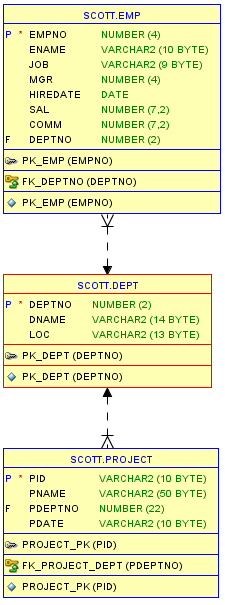 SCOTT.EMP
P * EMPNO NUMBER (4)
ENAME VARCHAR2 (10 BYTE)
JOB VARCHAR2 (9 BYTE)
MGR NUMBER (4)
HIREDATE DATE
SAL NUMBER (7,2)
COMM NUMBER (7,2)
F DEPTNO NUMBER (2)
PK_EMP (EMPNO)
FK_DEPTNO (DEPTNO)
PK_EMP (EMPNO)
SCOTT.DEPT
P * DEPTNO NUMBER (2)
DNAME VARCHAR2 (14 BYTE)
LOC VARCHAR2 (13 BYTE)
PK_DEPT (DEPTNO)
PK_DEPT (DEPTNO)
SCOTT.PROJECT
P * PID VARCHAR2 (10 BYTE)
PNAME VARCHAR2 (50 BYTE)
F PDEPTNO NUMBER (22)
PDATE VARCHAR2 (10 BYTE)
PROJECT_PK (PID)
FK_PROJECT_DEPT (PDEPTNO)
PROJECT_PK (PID)